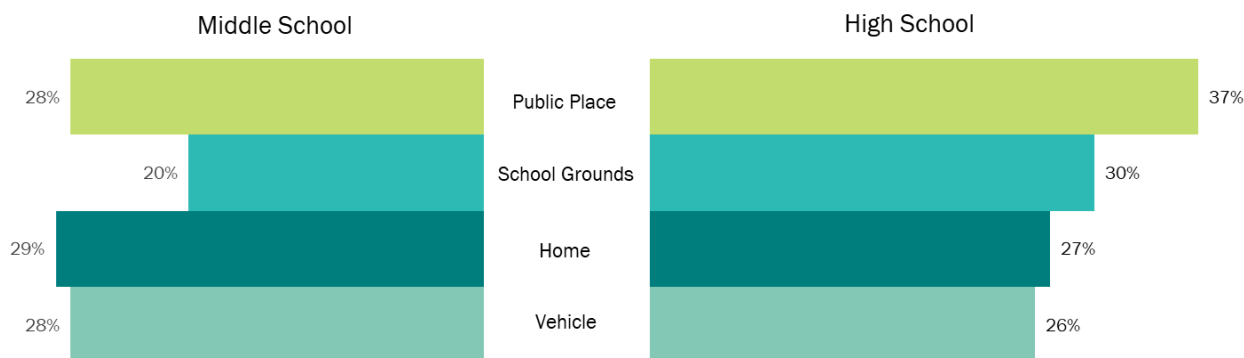 Middle School
High School
28%
Public Place
37%
20%
School Grounds
30%
29%
Home
27%
28%
Vehicle
26%